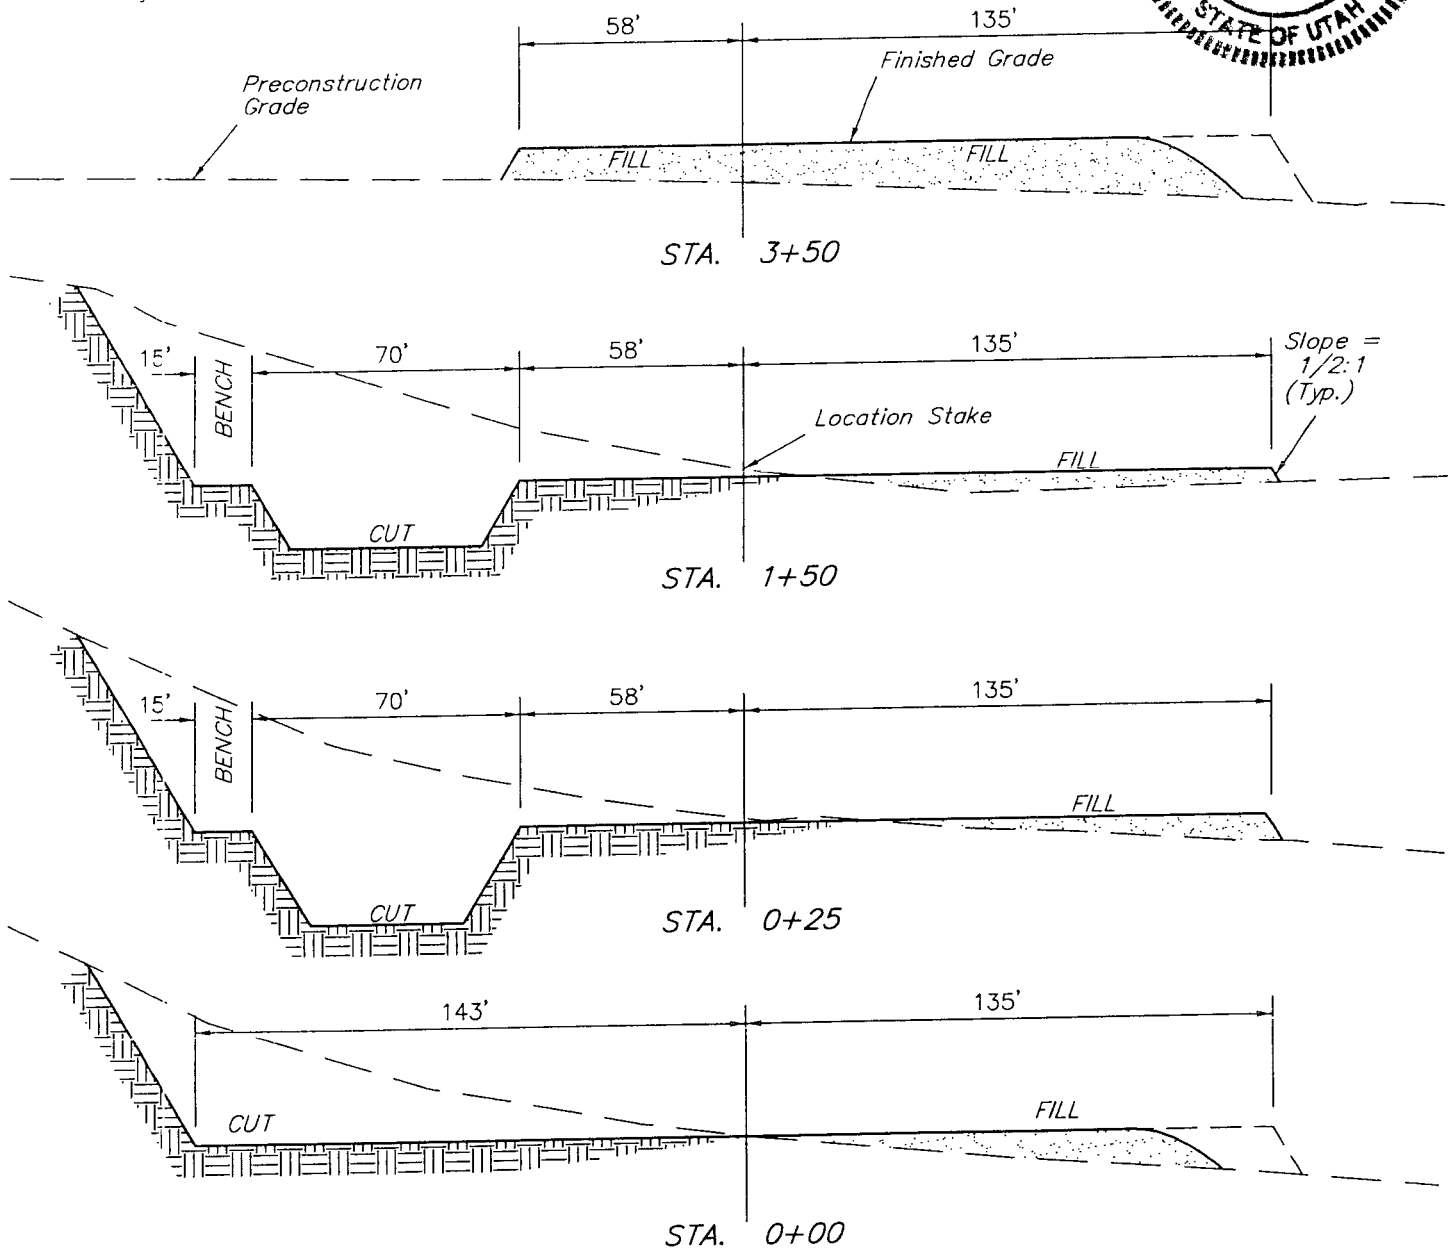 STATE OF UTAH
58'
135'
Preconstruction
Grade
Finished Grade
FILL
FILL
STA. 3+50
15'
BENCH
70'
58'
135'
Slope =
1/2:1
(Typ.)
Location Stake
FILL
CUT
STA. 1+50
15'
BENCH
70'
58'
135'
FILL
CUT
STA. 0+25
143'
135'
CUT
FILL
STA. 0+00